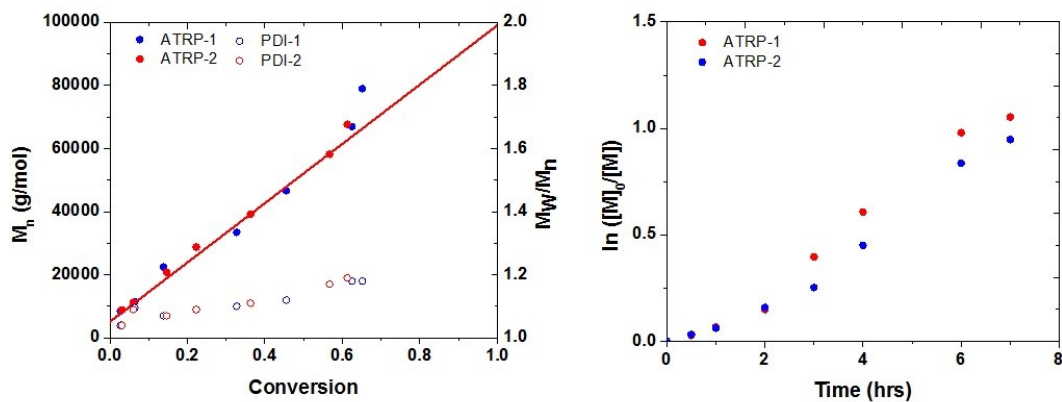 100000
80000
60000
40000
20000
0
Mn (g/mol)
ATRP-1
ATRP-2
PDI-1
PDI-2
2.0
1.8
1.6
1.4
1.2
1.0
MW/Mn
0.0 0.2 0.4 0.6 0.8 1.0
Conversion
1.5
1.0
0.5
0.0
ln ([M]0/[M])
ATRP-1
ATRP-2
0 2 4 6 8
Time (hrs)